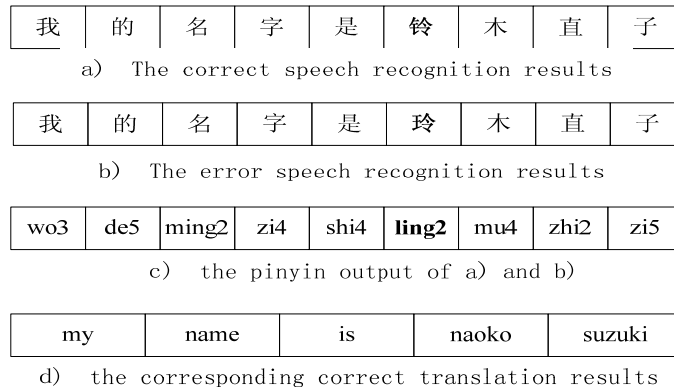 我 的 名 字 是 铃 木 直 子
a) The correct speech recognition results
我 的 名 字 是 玲 木 直 子
b) The error speech recognition results
wo3 de5 ming2 zi4 shi4 ling2 mu4 zhi2 zi5
c) the pinyin output of a) and b)
my name is naoko suzuki
d) the corresponding correct translation results